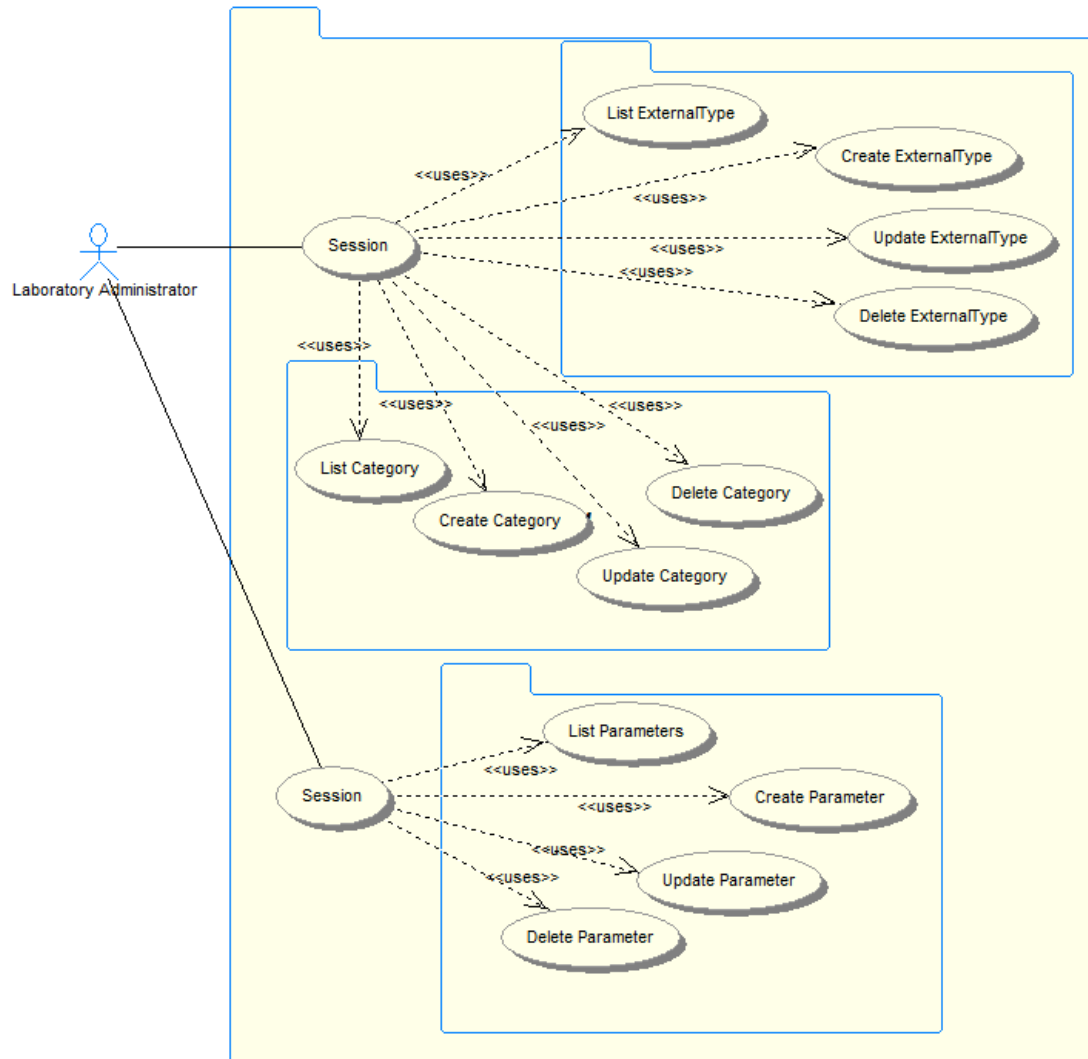 List ExternalType
Create ExternalType
<<uses>>
<<uses>>
Session
Update ExternalType
<<uses>>
<<uses>>
Laboratory Administrator
Delete ExternalType
<<uses>>
<<uses>>
<<uses>>
<<uses>>
List Category
Delete Category
Create Category
Update Category
List Parameters
<<uses>>
Session
Create Parameter
<<uses>>
<<uses>>
<<uses>>
Update Parameter
Delete Parameter